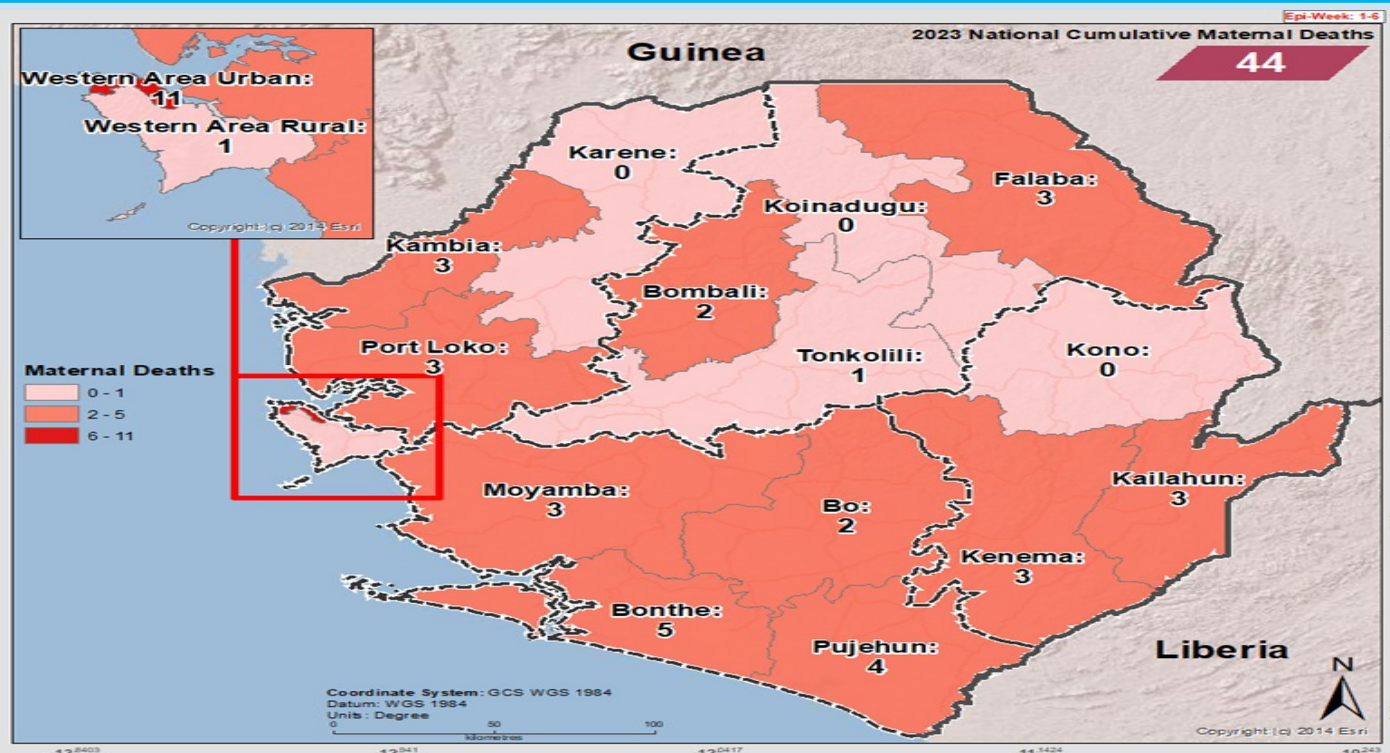 Epi-Week: 1-6
2023 National Cumulative Maternal Deaths
44
Guinea
Western Area Urban:
11
Western Area Rural:
1
Copyright:(c) 2014 Esri
Karene:
0
Falaba:
3
Koinadugu:
0
Kambia:
3
Bombali:
2
Port Loko:
3
Tonkolili:
1
Kono:
0
Maternal Deaths
0 - 1
2 - 5
6 - 11
Moyamba:
3
Bo:
2
Kailahun:
3
Kenema:
3
Bonthe:
5
Pujehun:
4
Liberia
N
Coordinate System: GCS WGS 1984
Datum: WGS 1984
Units: Degree
0 50 100
kilometres
Copyright:(c) 2014 Esri